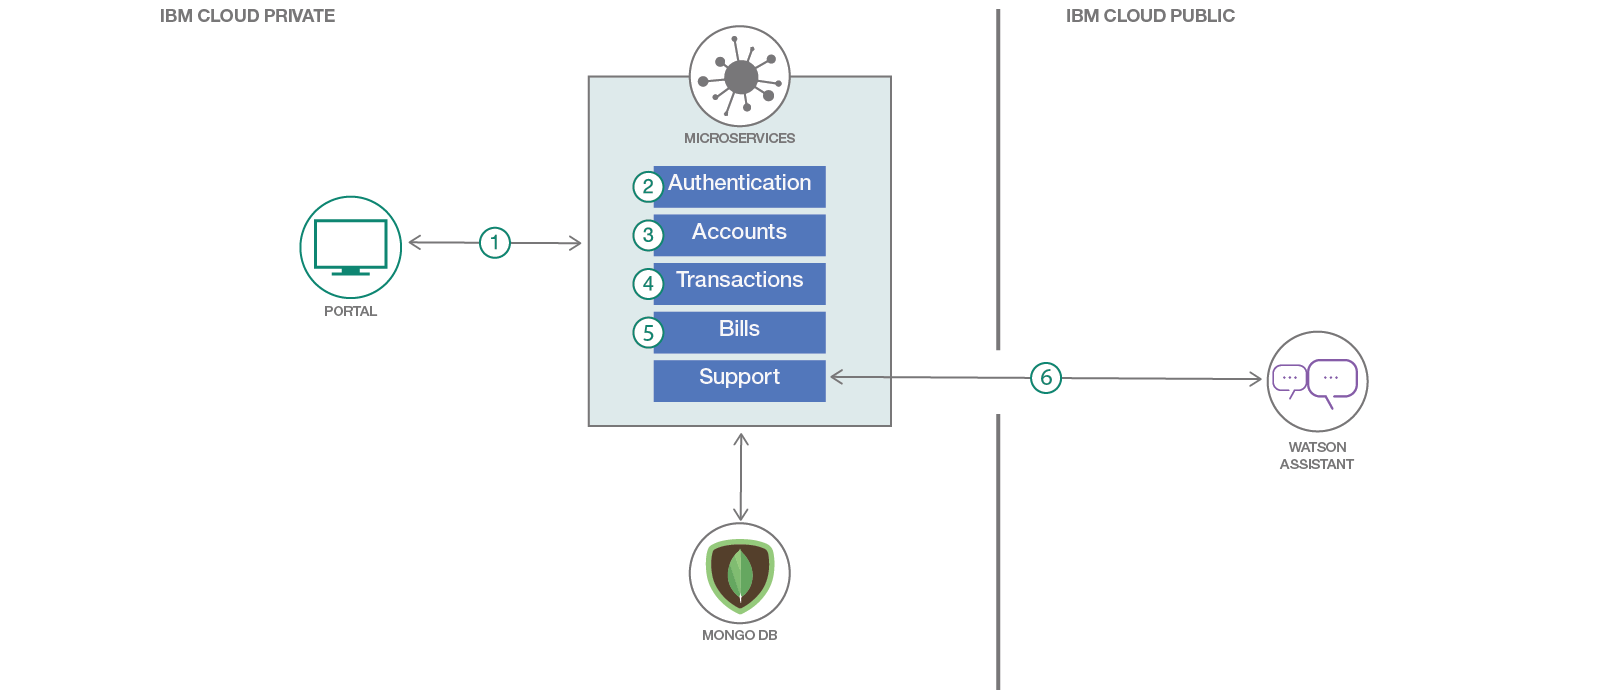 IBM CLOUD PRIVATE
IBM CLOUD PUBLIC
MICROSERVICES
2 Authentication
3 Accounts
1
4 Transactions
PORTAL
5 Bills
Support
6
WATSON
ASSISTANT
MONGO DB